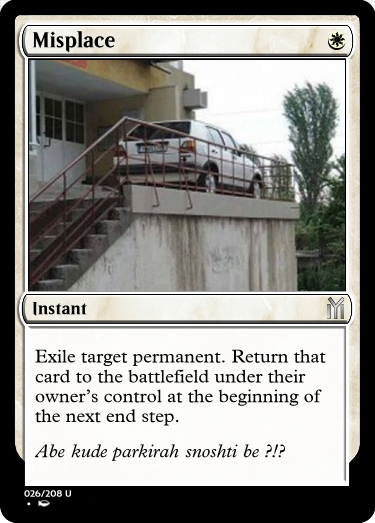 Misplace
Instant
Exile target permanent. Return that
card to the battlefield under their
owner's control at the beginning of
the next end step.
Abe kude parkirah snoshti be ?!?
026/208 U